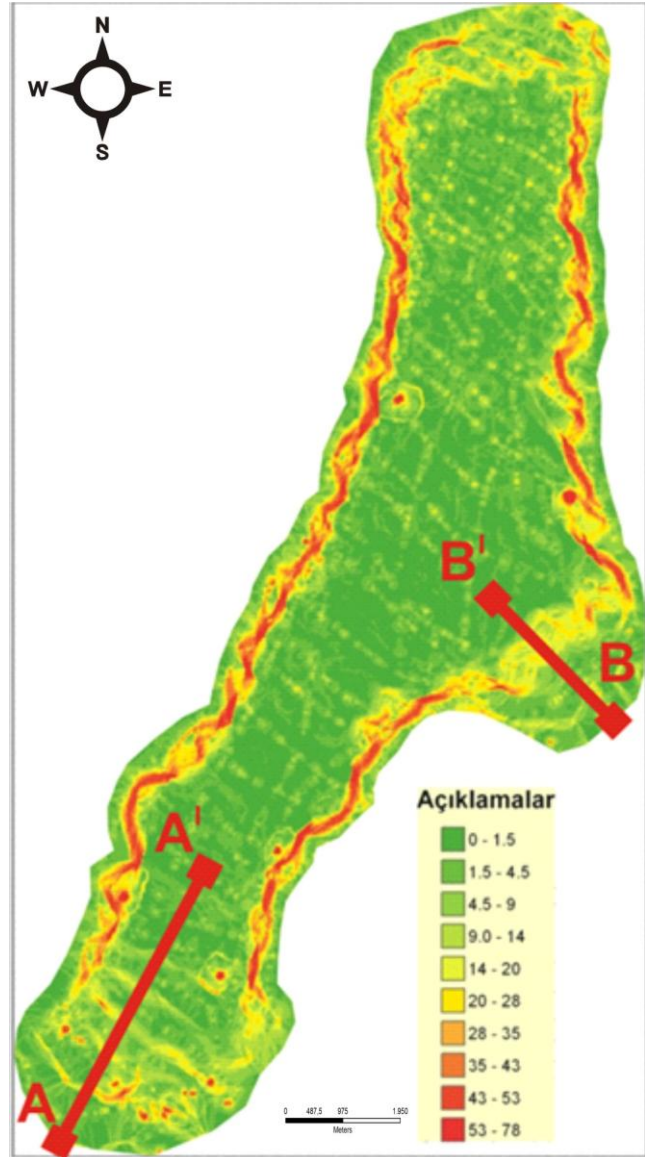 N
W E
S
B'
B
A'
A
Açıklamalar
0 - 1.5
1.5 - 4.5
4.5 - 9
9.0 - 14
14 - 20
20 - 28
28 - 35
35 - 43
43 - 53
53 - 78
0 487,5 975 1.950
Meters